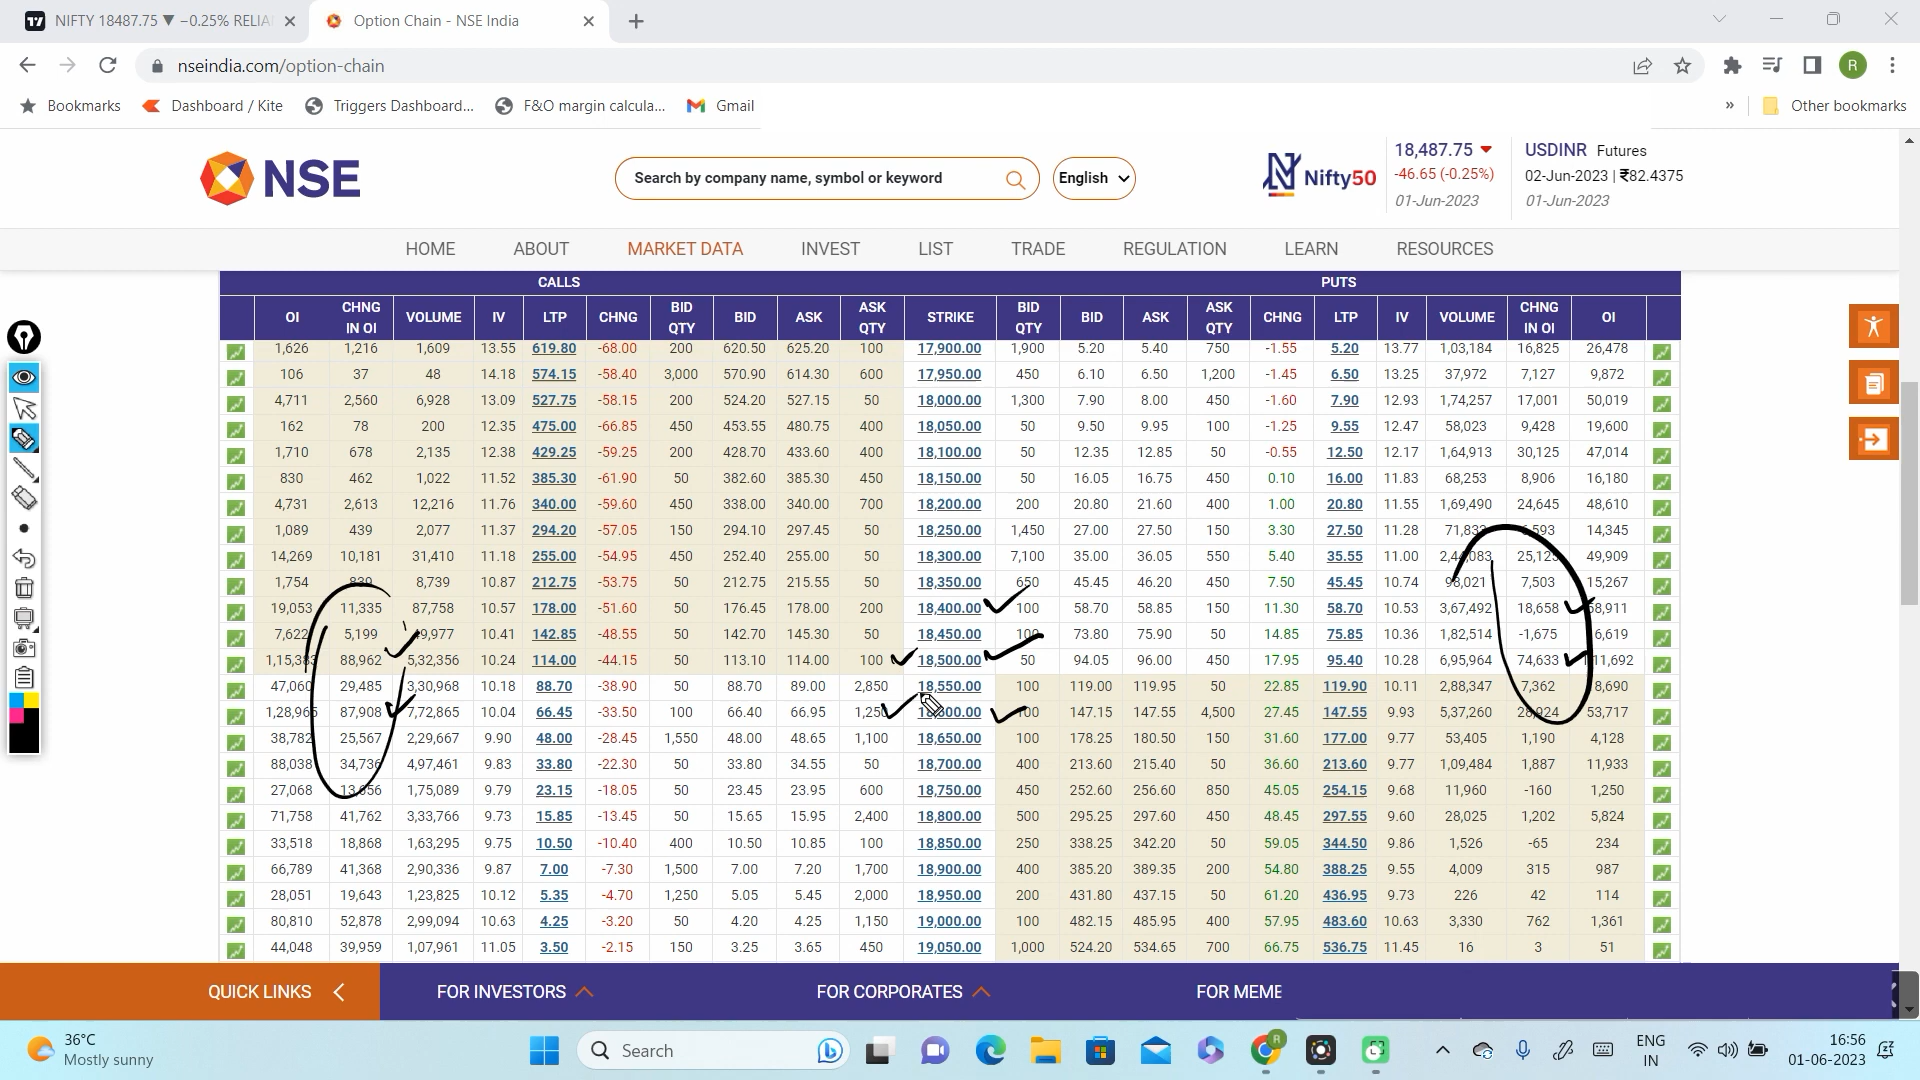 NIFTY 18487.75 ▼ −0.25% RELIA
Option Chain - NSE India
nseindia.com/option-chain
R
Bookmarks Dashboard / Kite Triggers Dashboard... F&O margin calcula... Gmail » Other bookmarks
NSE
Search by company name, symbol or keyword
English
Nifty50
18,487.75
-46.65 (-0.25%)
01-Jun-2023
USDINR Futures
02-Jun-2023 | ₹82.4375
01-Jun-2023
HOME ABOUT MARKET DATA INVEST LIST TRADE REGULATION LEARN RESOURCES
CALLS PUTS
OI CHNG IN OI VOLUME IV LTP CHNG BID QTY BID ASK ASK QTY STRIKE BID QTY BID ASK ASK QTY CHNG LTP IV VOLUME CHNG IN OI OI
1,626 1,216 1,609 13.55 619.80 -68.00 200 620.50 625.20 100 17,900.00 1,900 5.20 5.40 750 -1.55 5.20 13.77 1,03,184 16,825 26,478
106 37 48 14.18 574.15 -58.40 3,000 570.90 614.30 600 17,950.00 450 6.10 6.50 1,200 -1.45 6.50 13.25 37,972 7,127 9,872
4,711 2,560 6,928 13.09 527.75 -58.15 200 524.20 527.15 50 18,000.00 1,300 7.90 8.00 450 -1.60 7.90 12.93 1,74,257 17,001 50,019
162 78 200 12.35 475.00 -66.85 450 453.55 480.75 400 18,050.00 50 9.50 9.95 100 -1.25 9.55 12.47 58,023 9,428 19,600
1,710 678 2,135 12.38 429.25 -59.25 200 428.70 433.60 400 18,100.00 50 12.35 12.85 50 -0.55 12.50 12.17 1,64,913 30,125 47,014
830 462 1,022 11.52 385.30 -61.90 50 382.60 385.30 450 18,150.00 50 16.05 16.75 450 0.10 16.00 11.83 68,253 8,906 16,180
4,731 2,613 12,216 11.76 340.00 -59.60 450 338.00 340.00 700 18,200.00 200 20.80 21.60 400 1.00 20.80 11.55 1,69,490 24,645 48,610
1,089 439 2,077 11.37 294.20 -57.05 150 294.10 297.45 50 18,250.00 1,450 27.00 27.50 150 3.30 27.50 11.28 14,345
14,269 10,181 31,410 11.18 255.00 -54.95 450 252.40 255.00 50 18,300.00 7,100 35.00 36.05 550 5.40 35.55 11.00 49,909
1,754 839 8,739 10.87 212.75 -53.75 50 212.75 215.55 50 18,350.00 650 45.45 46.20 450 7.50 45.45 10.74 98,021 7,503 15,267
19,053 11,335 87,758 10.57 178.00 -51.60 50 176.45 178.00 200 18,400.00 100 58.70 58.85 150 11.30 58.70 10.53 3,67,492 18,658
7,622 5,199 10.41 142.85 -48.55 50 142.70 145.30 50 18,450.00 100 73.80 75.90 50 14.85 75.85 10.36 1,82,514 -1,675
88,962 5,32,356 10.24 114.00 -44.15 50 113.10 114.00 100 18,500.00 50 94.05 96.00 450 17.95 95.40 10.28 6,95,964 74,633
47,060 29,485 3,30,968 10.18 88.70 -38.90 50 88.70 89.00 2,850 18,550.00 100 119.00 119.95 50 22.85 119.90 10.11 2,88,347 7,362
87,908 7,72,865 10.04 66.45 -33.50 100 66.40 66.95 147.15 147.55 4,500 27.45 147.55 9.93 5,37,260 53,717
38,782 25,567 2,29,667 9.90 48.00 -28.45 1,550 48.00 48.65 1,100 18,650.00 100 178.25 180.50 150 31.60 177.00 9.77 53,405 1,190 4,128
88,038 34,736 4,97,461 9.83 33.80 -22.30 50 33.80 34.55 50 18,700.00 400 213.60 215.40 50 36.60 213.60 9.77 1,09,484 1,887 11,933
27,068 1,75,089 9.79 23.15 -18.05 50 23.45 23.95 600 18,750.00 450 252.60 256.60 850 45.05 254.15 9.68 11,960 -160 1,250
71,758 41,762 3,33,766 9.73 15.85 -13.45 50 15.65 15.95 2,400 18,800.00 500 295.25 297.60 450 48.45 297.55 9.60 28,025 1,202 5,824
33,518 18,868 1,63,295 9.75 10.50 -10.40 400 10.50 10.85 100 18,850.00 250 338.25 342.20 50 59.05 344.50 9.86 1,526 -65 234
66,789 41,368 2,90,336 9.87 7.00 -7.30 1,500 7.00 7.20 1,700 18,900.00 400 385.20 389.35 200 54.80 388.25 9.55 4,009 315 987
28,051 19,643 1,23,825 10.12 5.35 -4.70 1,250 5.05 5.45 2,000 18,950.00 200 431.80 437.15 50 61.20 436.95 9.73 226 42 114
80,810 52,878 2,99,094 10.63 4.25 -3.20 50 4.20 4.25 1,150 19,000.00 100 482.15 485.95 400 57.95 483.60 10.63 3,330 762 1,361
44,048 39,959 1,07,961 11.05 3.50 -2.15 150 3.25 3.65 450 19,050.00 1,000 524.20 534.65 700 66.75 536.75 11.45 16 3 51
QUICK LINKS FOR INVESTORS FOR CORPORATES FOR MEME
36°C
Mostly sunny
Search
ENG
IN
16:56
01-06-2023